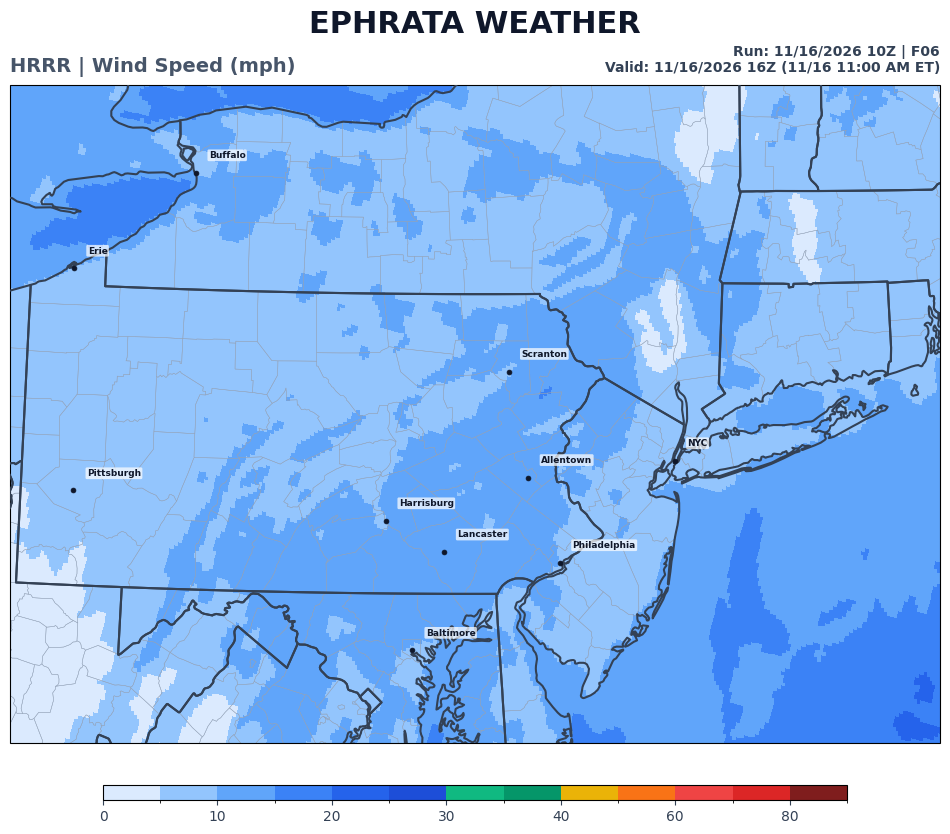 EPHRATA WEATHER
HRRR | Wind Speed (mph)
Run: 11/16/2026 10Z | F06
Valid: 11/16/2026 16Z (11/16 11:00 AM ET)
Buffalo
Erie
Scranton
NYC
Allentown
Pittsburgh
Harrisburg
Lancaster
Philadelphia
Baltimore
0 10 20 30 40 50 60 70 80